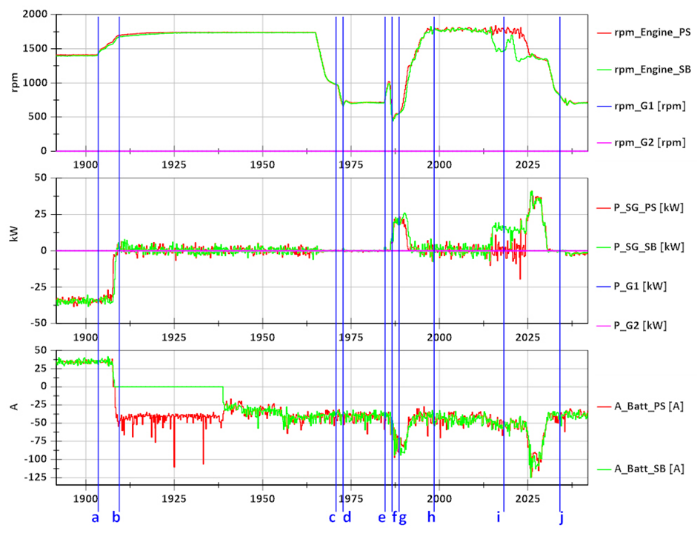 2000
1500
1000
500
0
rpm
1900 1925 1950 1975 2000 2025
rpm_Engine_PS
rpm_Engine_SB
rpm_G1 [rpm]
rpm_G2 [rpm]
50
25
0
-25
-50
kW
1900 1925 1950 1975 2000 2025
P_SG_PS [kW]
P_SG_SB [kW]
P_G1 [kW]
P_G2 [kW]
50
25
0
-25
-50
-75
-100
-125
A
1900 1925 1950 1975 2000 2025
A_Batt_PS [A]
A_Batt_SB [A]
a b c d e f g h i j